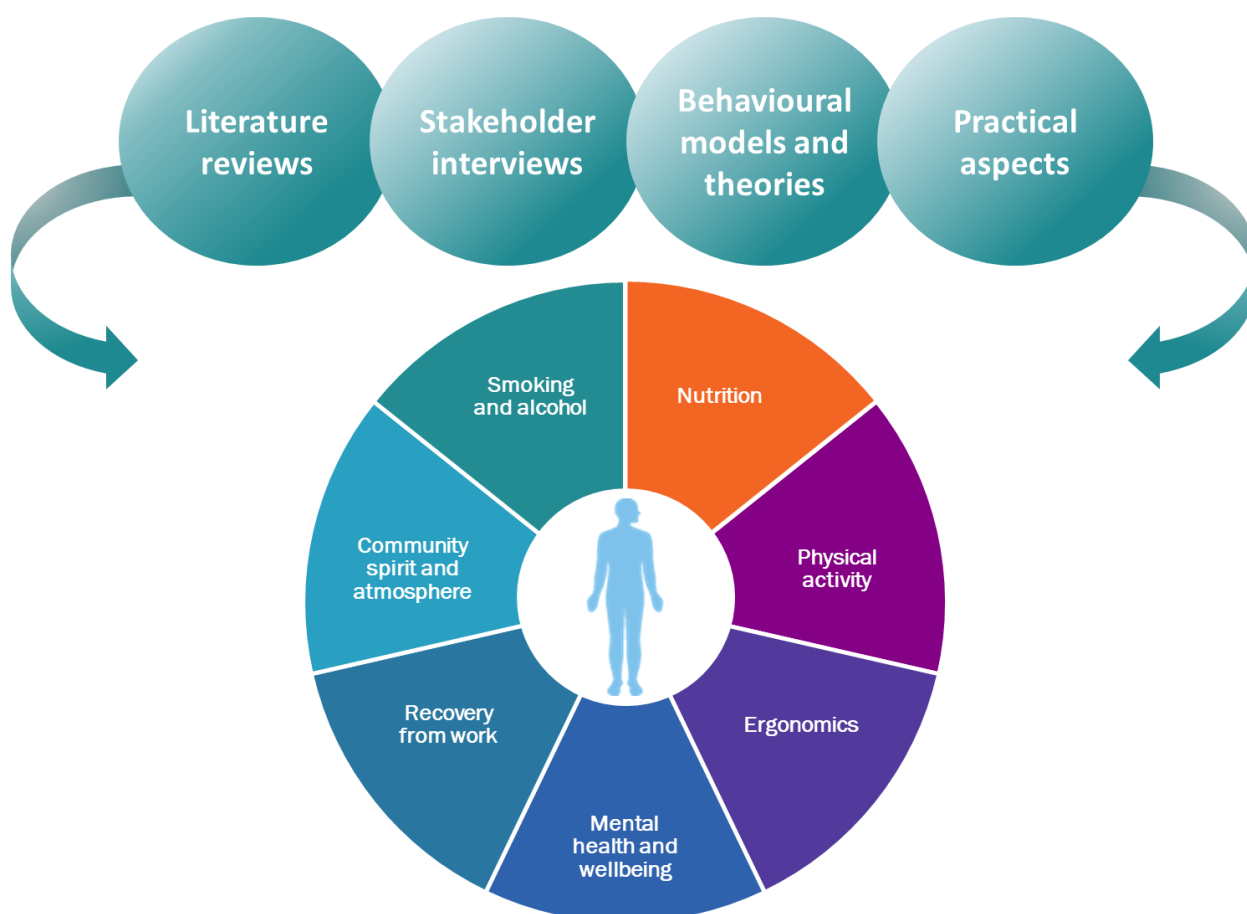 Literature
reviews
Stakeholder
interviews
Behavioural
models and
theories
Practical
aspects
Smoking
and alcohol
Nutrition
Community
spirit and
atmosphere
Physical
activity
Recovery
from work
Ergonomics
Mental
health and
wellbeing